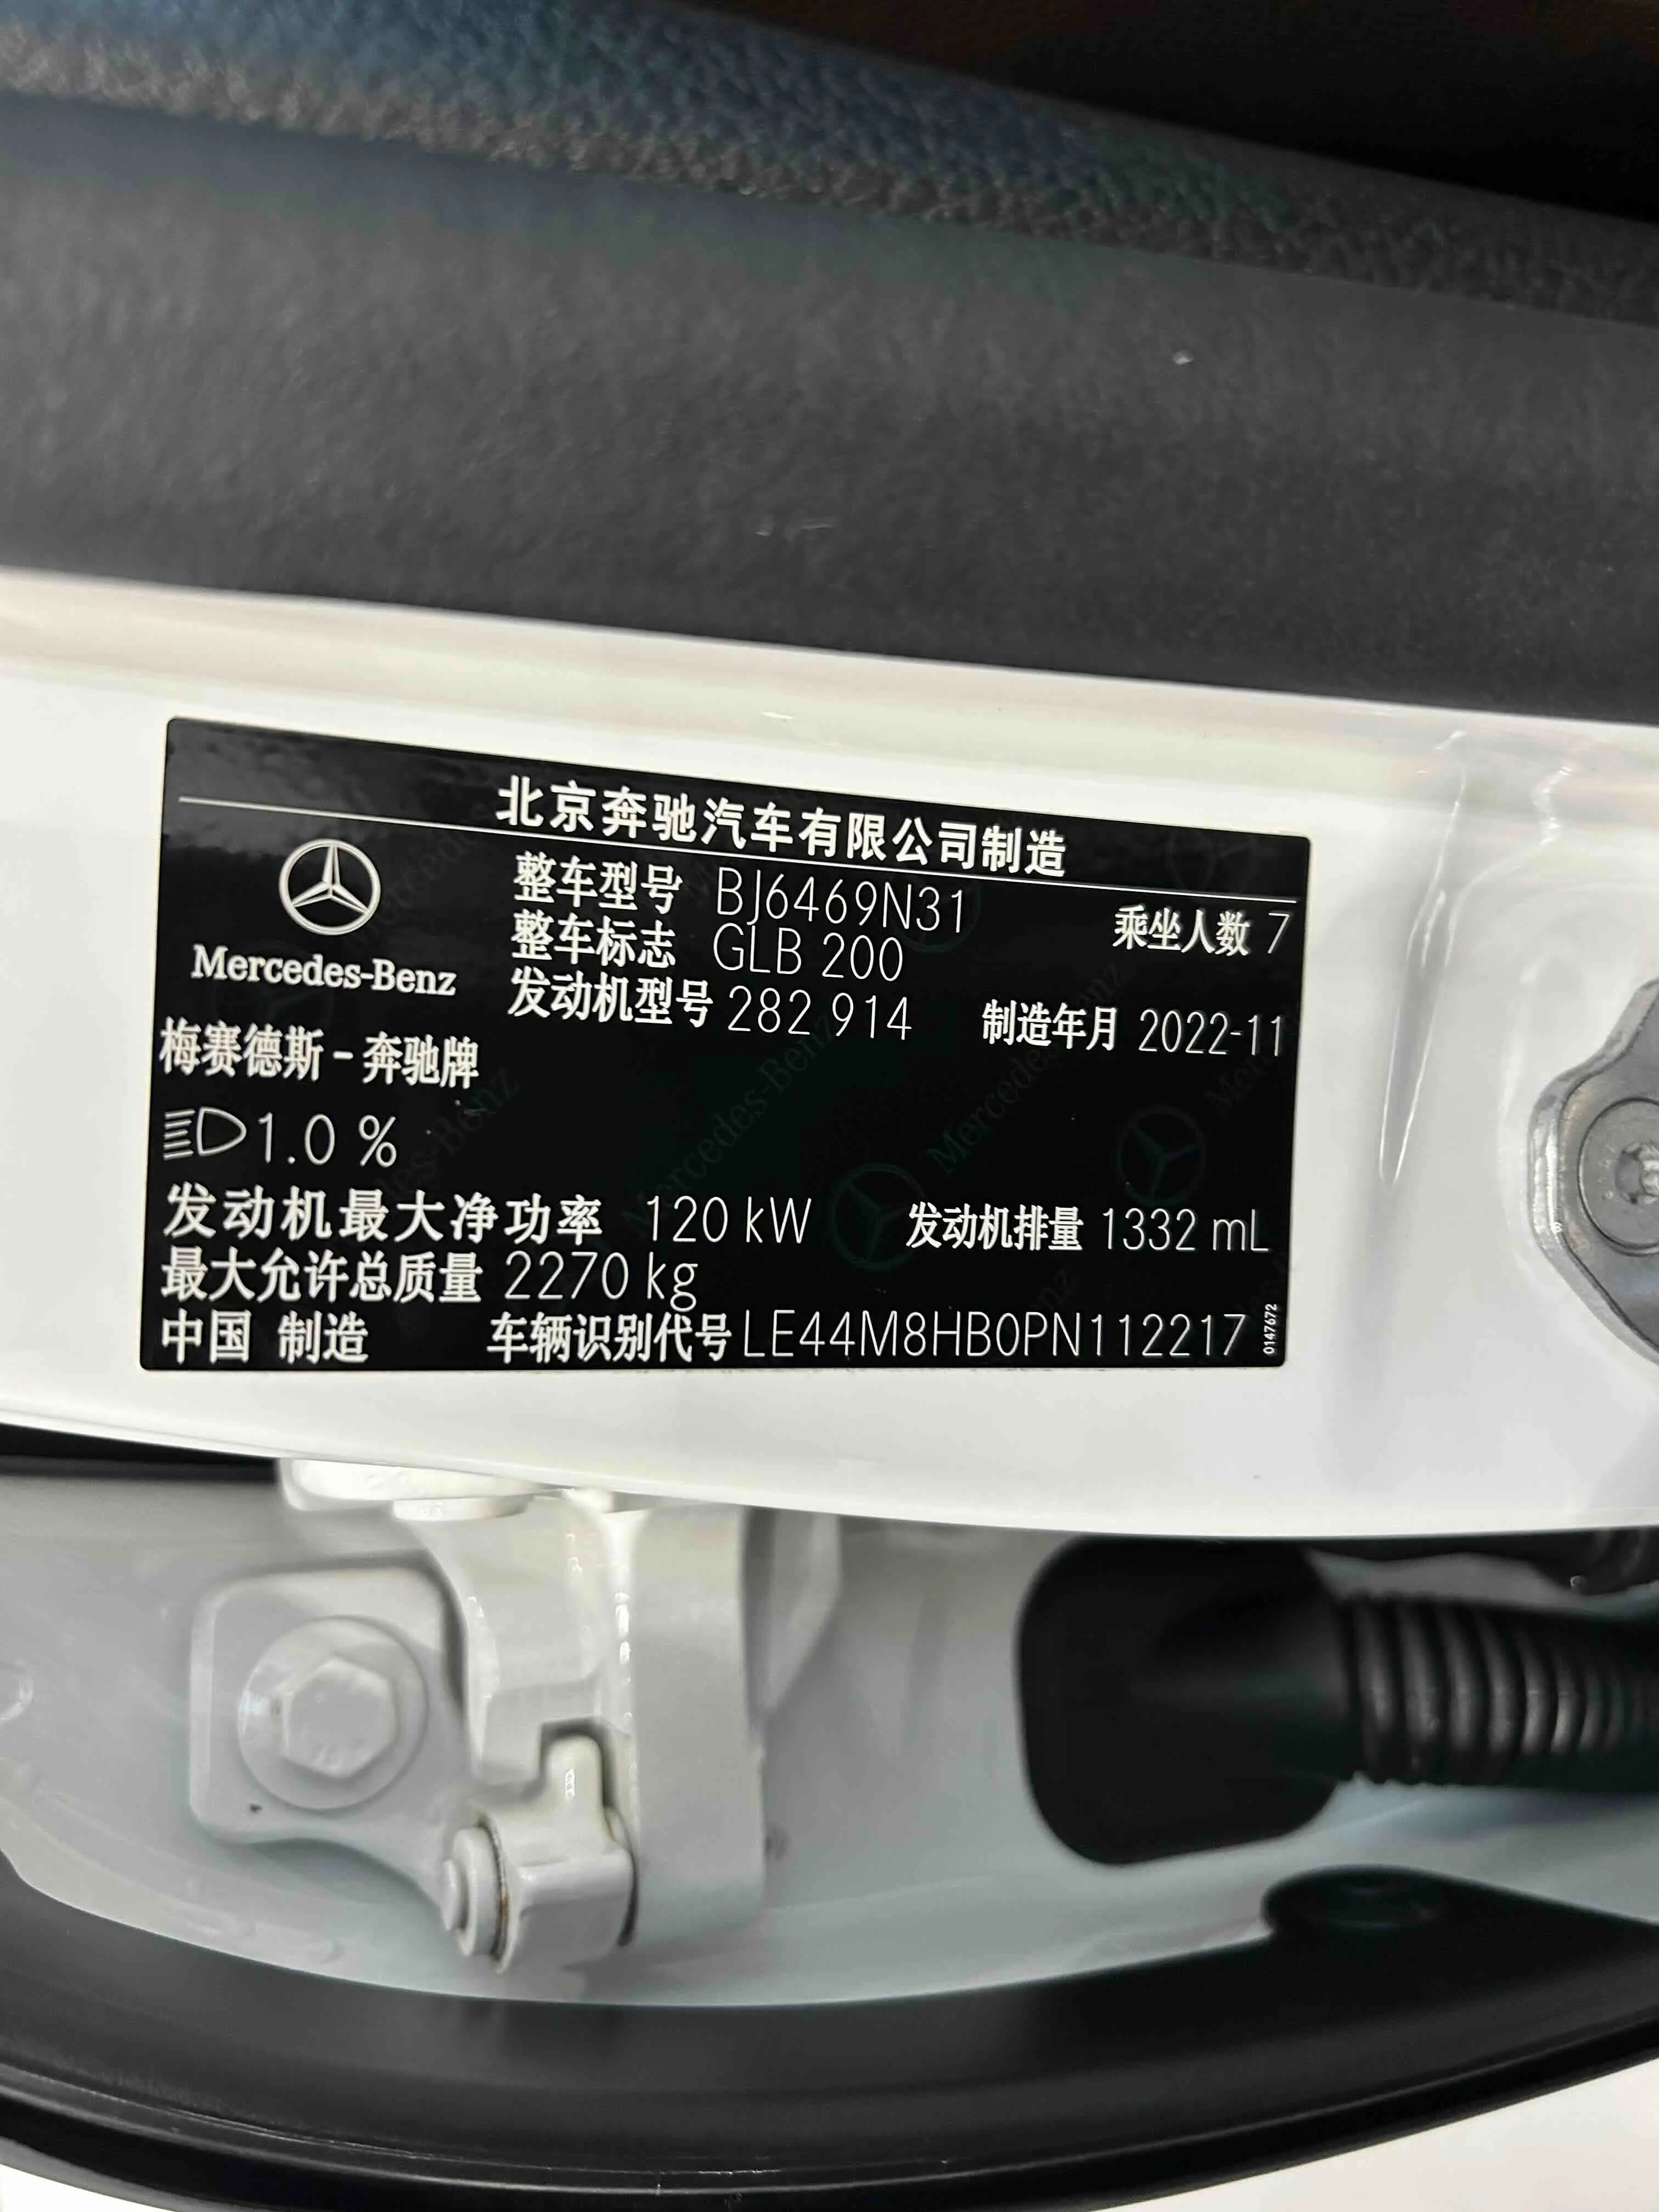 北京奔驰汽车有限公司制造
整车型号 BJ6469N31 乘坐人数 7
整车标志 GLB 200
发动机型号 282 914 制造年月 2022-11
Mercedes-Benz
梅赛德斯-奔驰牌
1.0 %
发动机最大净功率 120 kW 发动机排量 1332 mL
最大允许总质量 2270 kg
中国 制造 车辆识别代号 LE44M8HB0PN112217
0147672